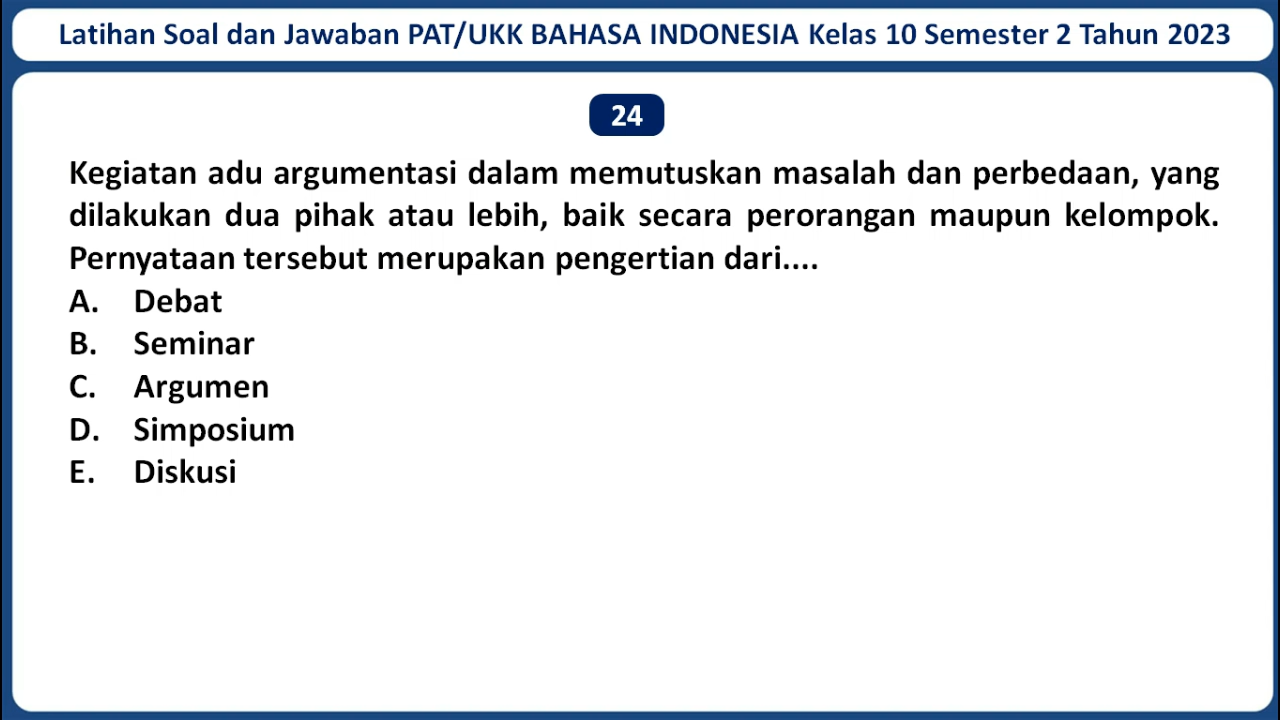 Latihan Soal dan Jawaban PAT/UKK BAHASA INDONESIA Kelas 10 Semester 2 Tahun 2023
24
Kegiatan adu argumentasi dalam memutuskan masalah dan perbedaan, yang
dilakukan dua pihak atau lebih, baik secara perorangan maupun kelompok.
Pernyataan tersebut merupakan pengertian dari....
A. Debat
B. Seminar
C. Argumen
D. Simposium
E. Diskusi